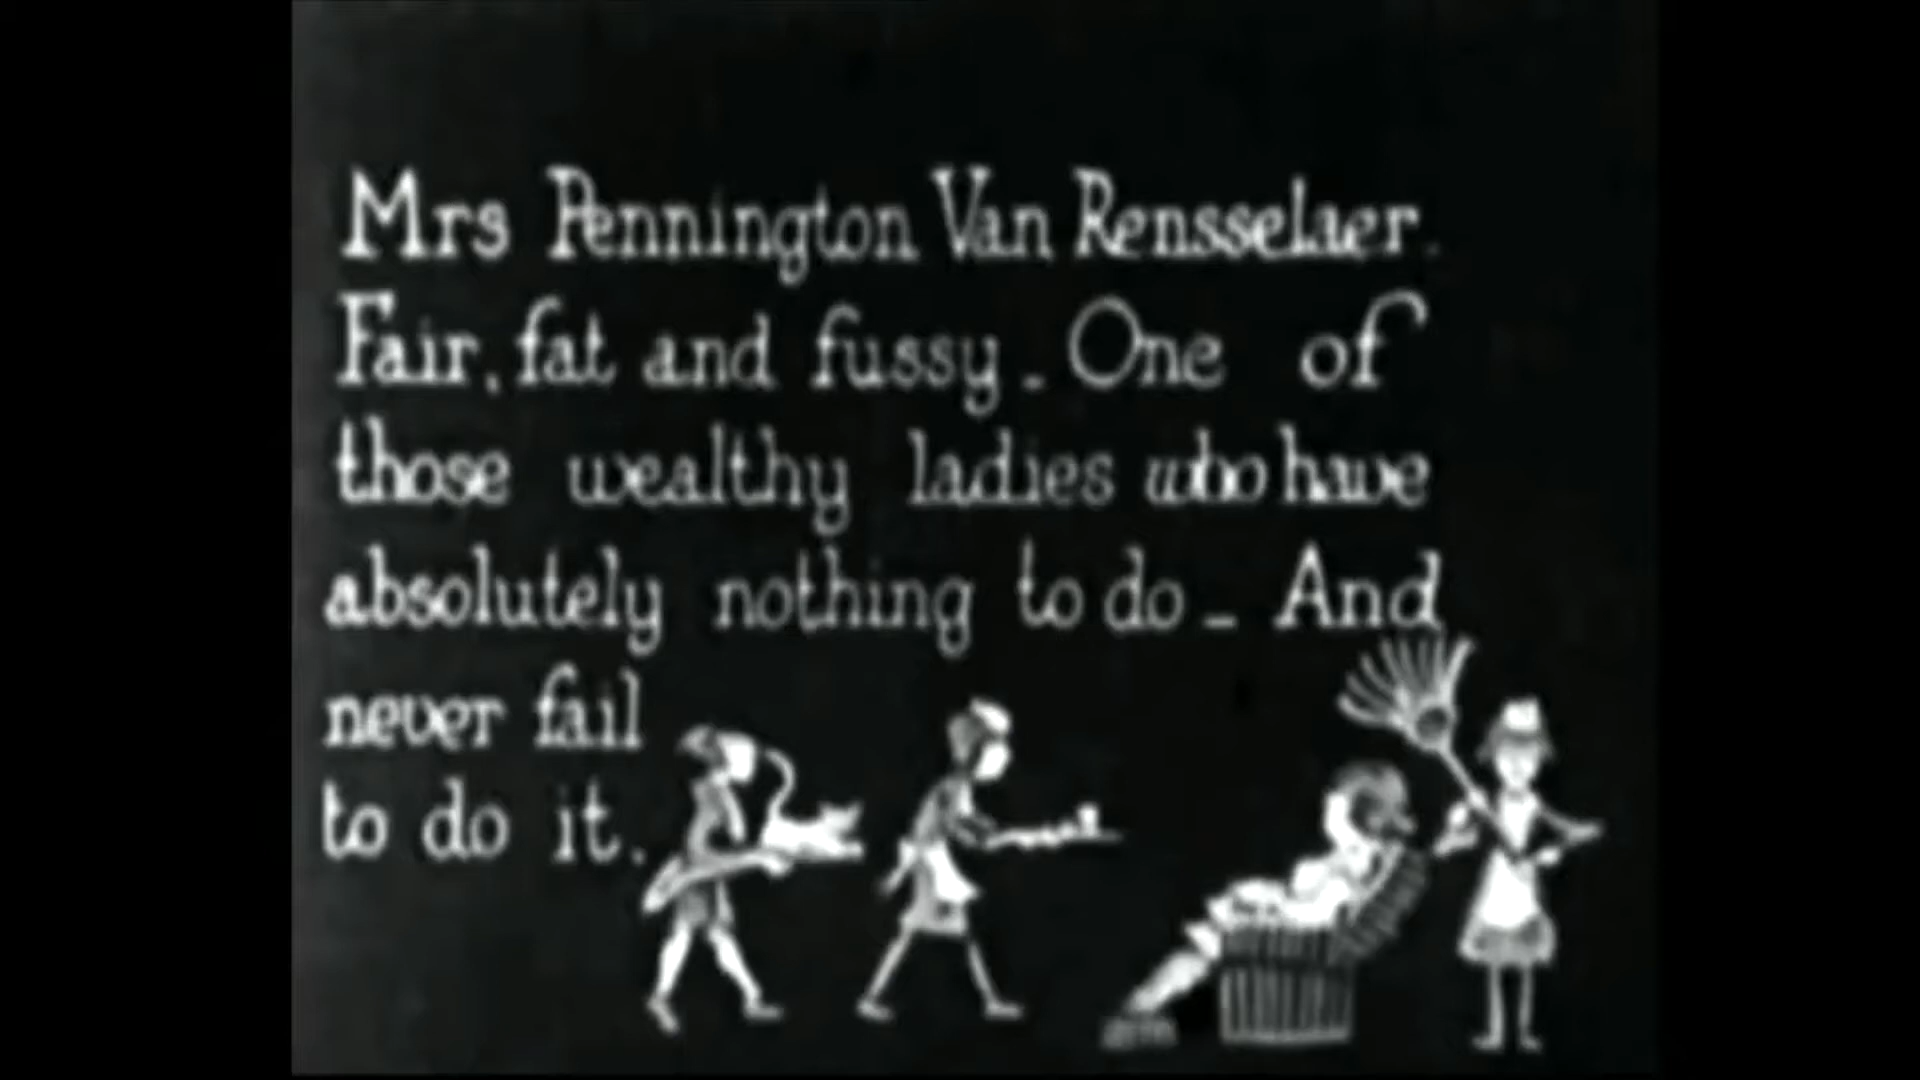 Mrs Pennington Van Rensselaer.
Fair, fat and fussy - One of
those wealthy ladies who have
absolutely nothing to do - And
never fail
to do it.